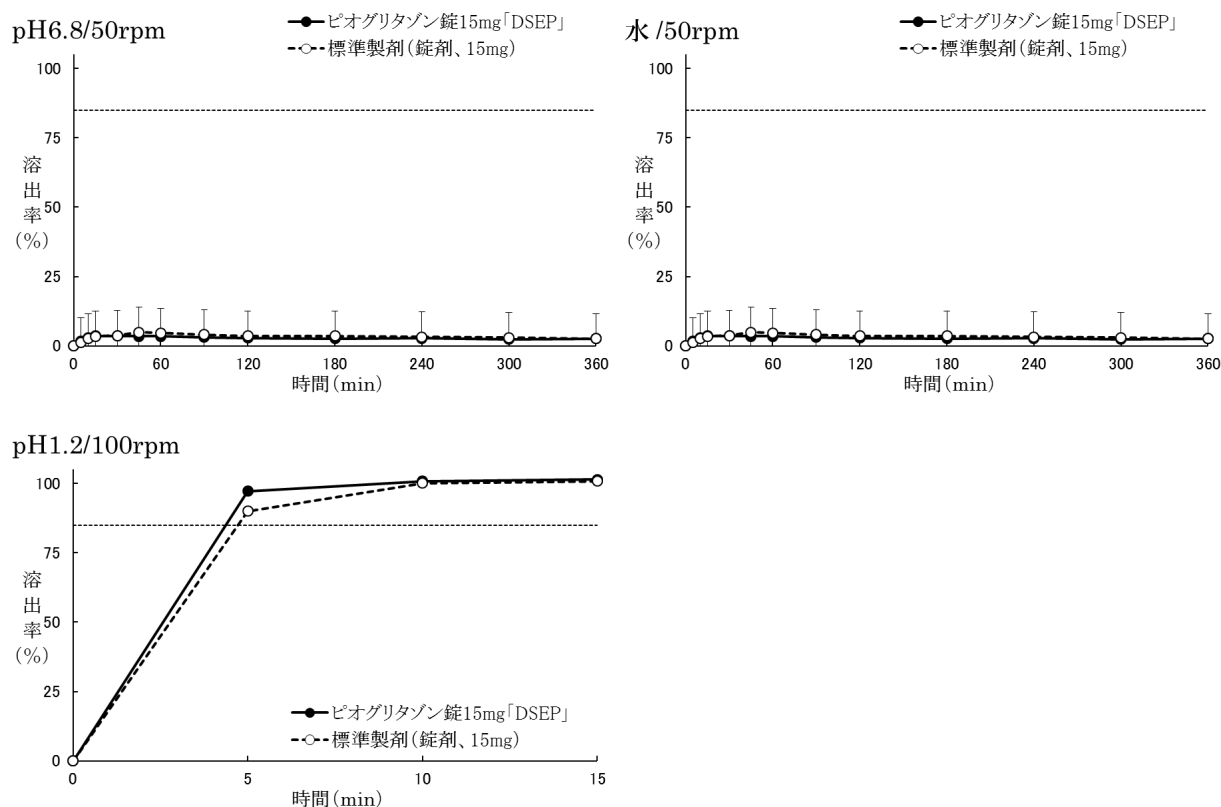 pH6.8/50rpm
ピオグリタゾン錠15mg「DSEP」
標準製剤(錠剤、15mg)
100
75
50
25
0
溶出率(%)
0 60 120 180 240 300 360
時間(min)
水/50rpm
ピオグリタゾン錠15mg「DSEP」
標準製剤(錠剤、15mg)
100
75
50
25
0
溶出率(%)
0 60 120 180 240 300 360
時間(min)
pH1.2/100rpm
100
75
50
25
0
溶出率(%)
ピオグリタゾン錠15mg「DSEP」
標準製剤(錠剤、15mg)
0 5 10 15
時間(min)